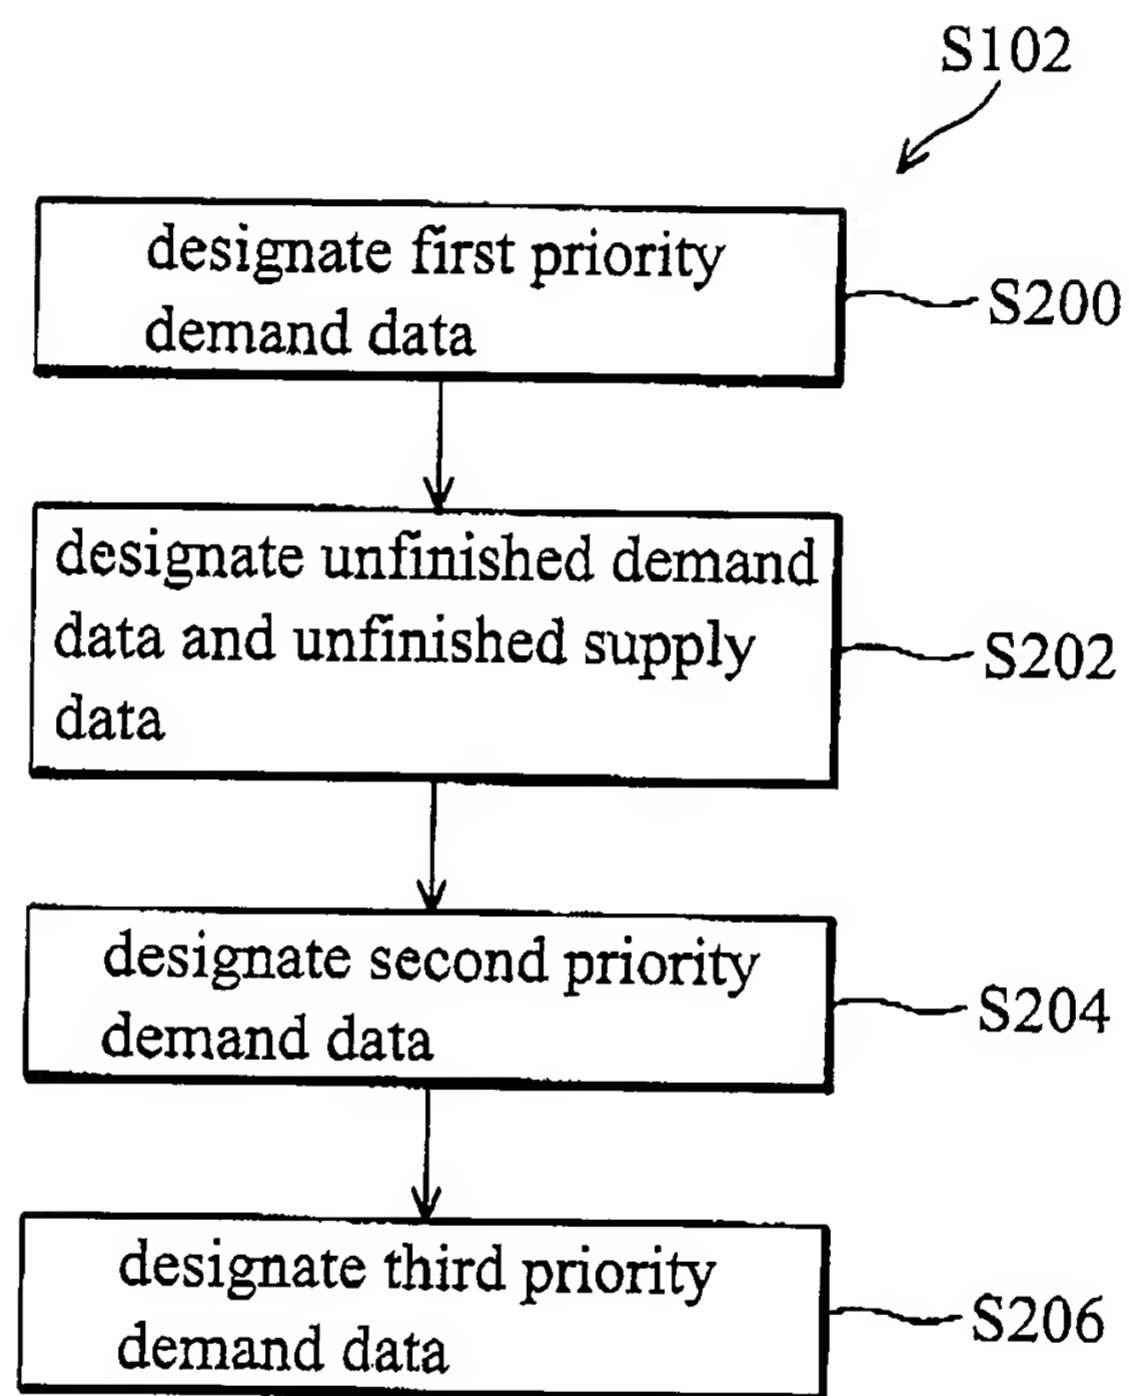 S102
designate first priority
demand data
S200
designate unfinished demand
data and unfinished supply
data
S202
designate second priority
demand data
S204
designate third priority
demand data
S206